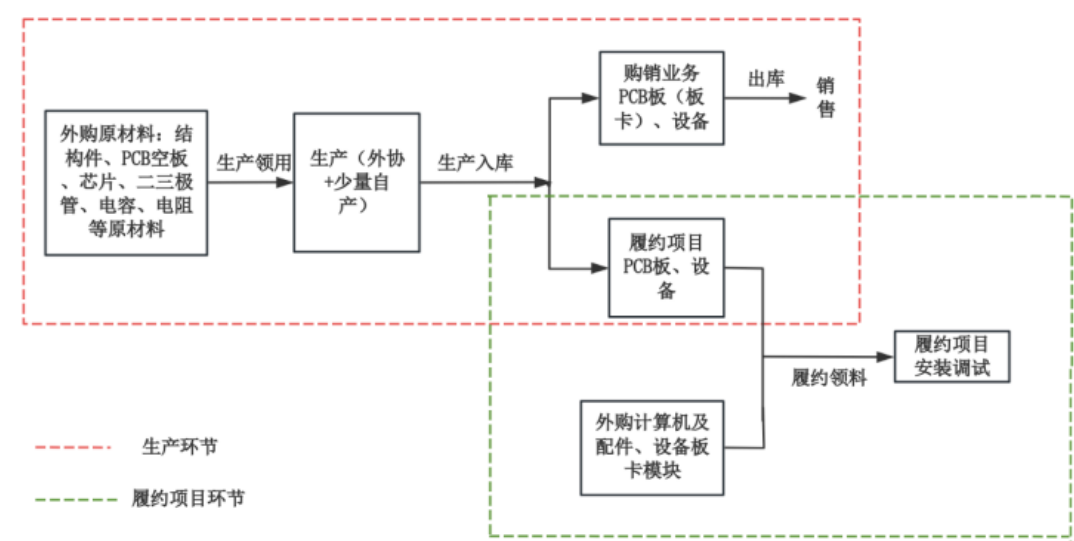 外购原材料：结
构件、PCB空板
、芯片、二三极
管、电容、电阻
等原材料
生产领用
生产（外协
+少量自
产）
生产入库
购销业务
PCB板（板
卡）、设备
出库
销
售
履约项目
PCB板、设
备
外购计算机及
配件、设备板
卡模块
履约领料
履约项目
安装调试
生产环节
履约项目环节